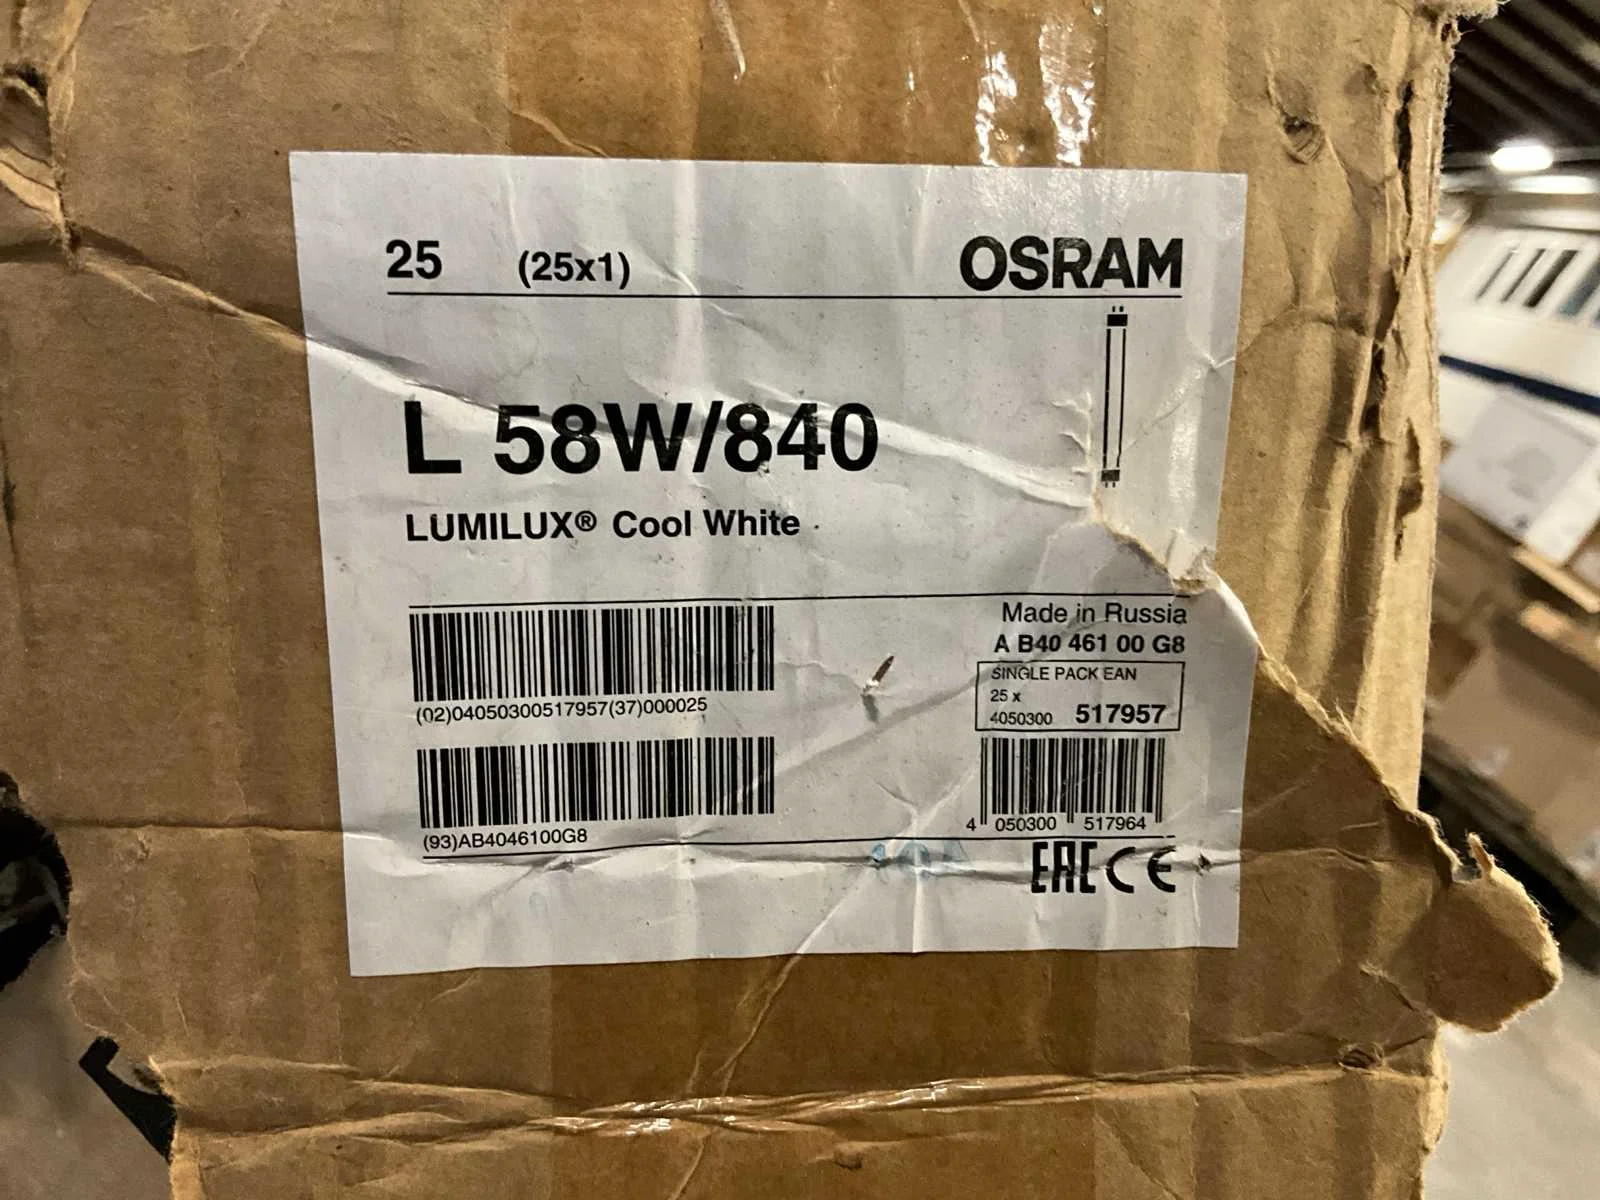 25 (25x1) OSRAM
L 58W/840
LUMILUX® Cool White
Made in Russia
A B40 461 00 G8
SINGLE PACK EAN
25 x
4050300 517957
(02)04050300517957(37)000025
(93)AB4046100G8
4 050300 517964
EAC CE